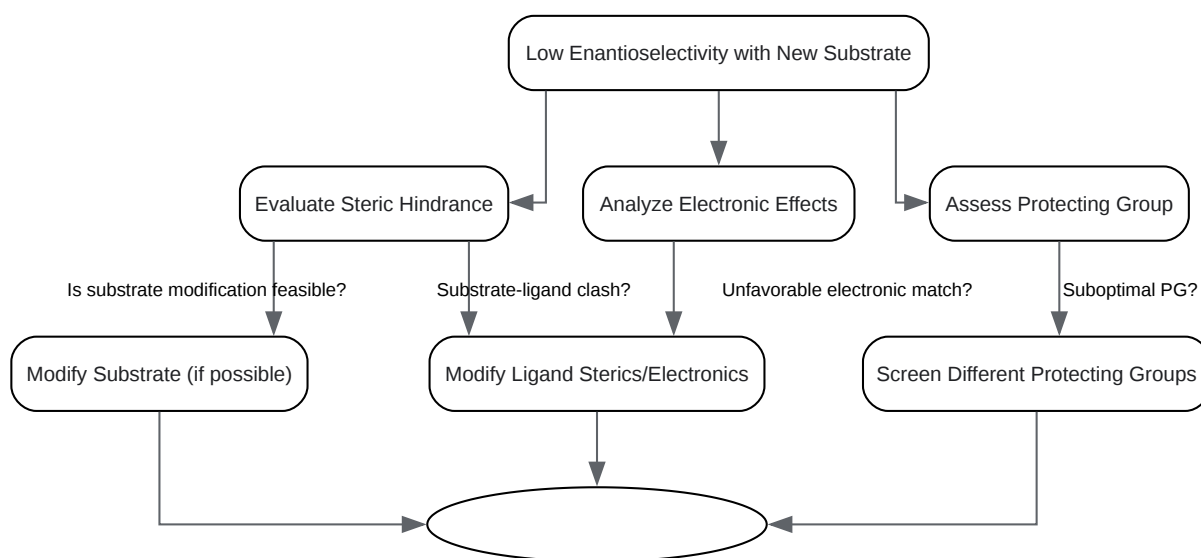 Low Enantioselectivity with New Substrate
Evaluate Steric Hindrance
Analyze Electronic Effects
Assess Protecting Group
Is substrate modification feasible?
Substrate-ligand clash?
Unfavorable electronic match?
Suboptimal PG?
Modify Substrate (if possible)
Modify Ligand Sterics/Electronics
Screen Different Protecting Groups